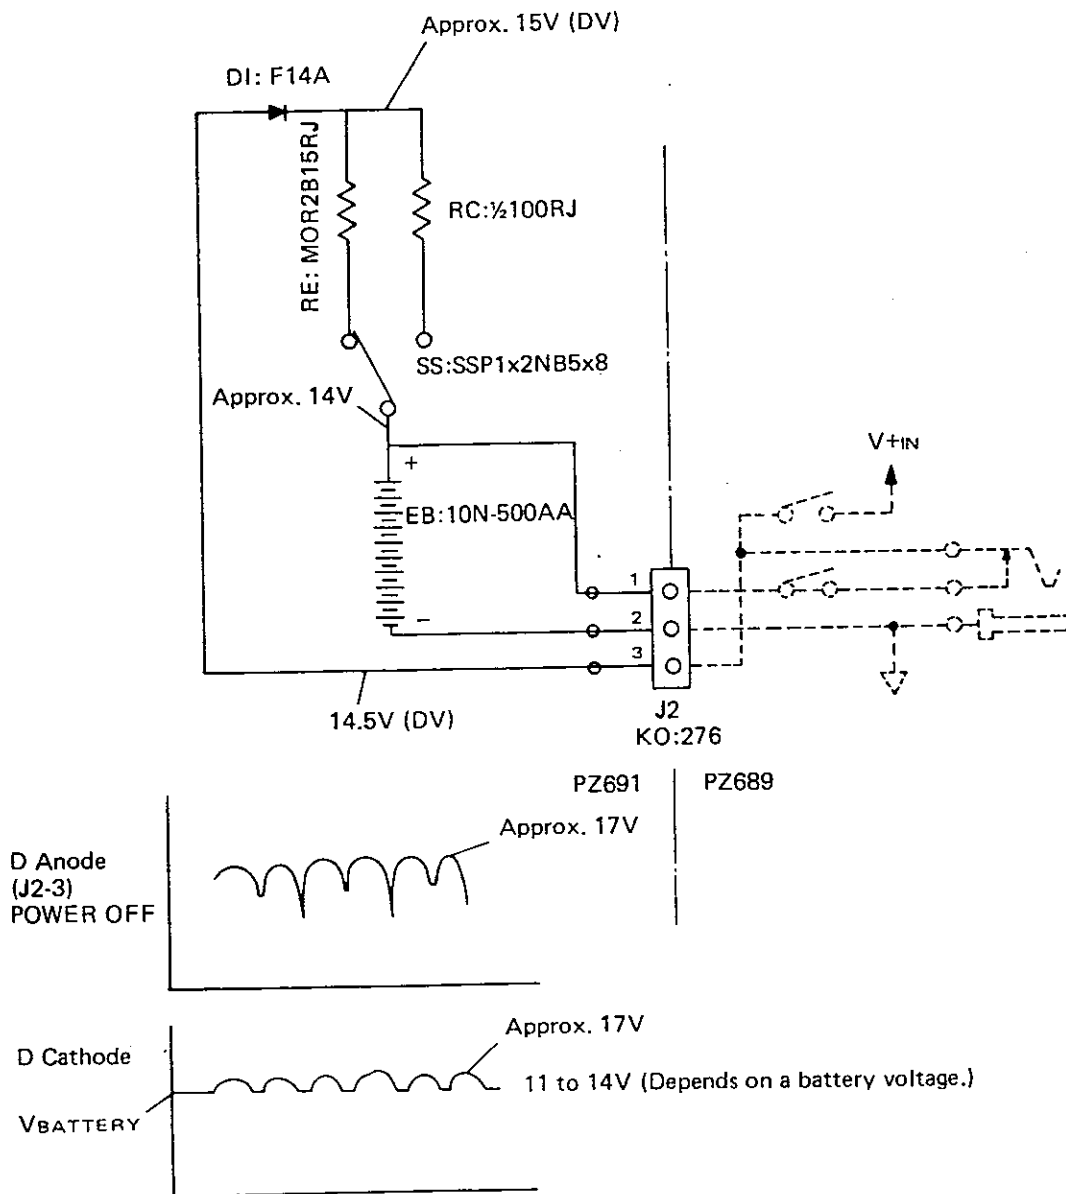 Approx. 15V (DV)
DI: F14A
RE: MOR2B15RJ
RC:½100RJ
SS:SSP1x2NB5x8
Approx. 14V
+
EB:10N-500AA
-
V+IN
1
2
3
14.5V (DV)
J2
KO:276
PZ691
PZ689
Approx. 17V
D Anode
(J2-3)
POWER OFF
Approx. 17V
D Cathode
11 to 14V (Depends on a battery voltage.)
VBATTERY